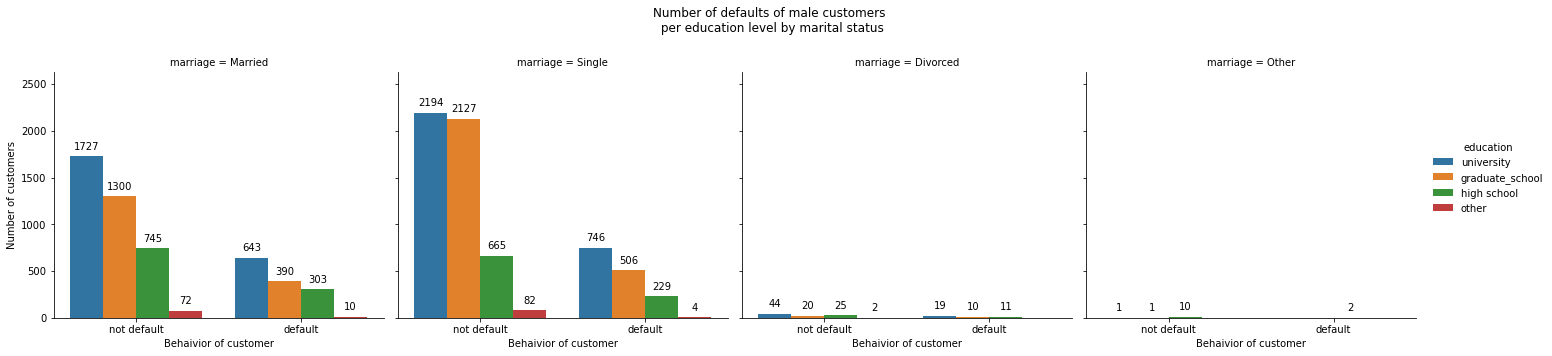 Number of defaults of male customers
per education level by marital status
marriage = Married
marriage = Single
marriage = Divorced
marriage = Other
Number of customers
2500
2000
1500
1000
500
0
1727
1300
745
72
643
390
303
10
2194
2127
665
82
746
506
229
4
44
20
25
2
19
10
11
1
1
10
2
not default
default
not default
default
not default
default
not default
default
Behaivior of customer
Behaivior of customer
Behaivior of customer
Behaivior of customer
education
university
graduate_school
high school
other